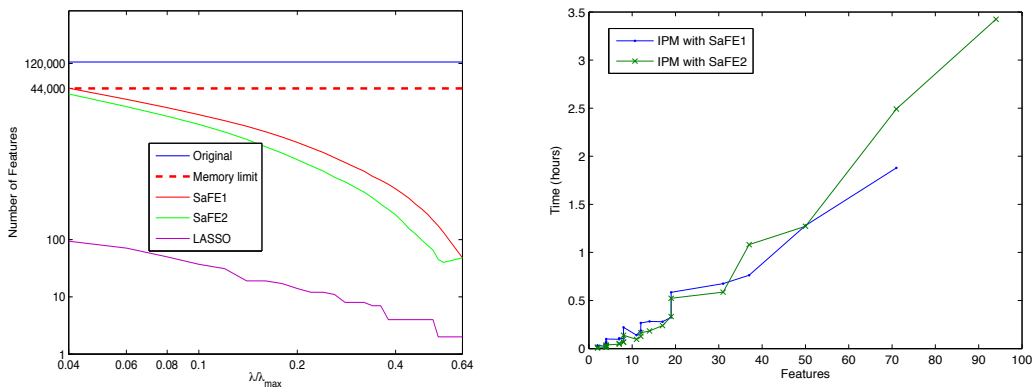 120,000
44,000
100
10
1
Number of Features
Original
Memory limit
SaFE1
SaFE2
LASSO
0.04 0.06 0.08 0.1 0.2 0.4 0.64
λ/λmax
3.5
3
2.5
2
1.5
1
0.5
0
Time (hours)
IPM with SaFE1
IPM with SaFE2
0 10 20 30 40 50 60 70 80 90 100
Features